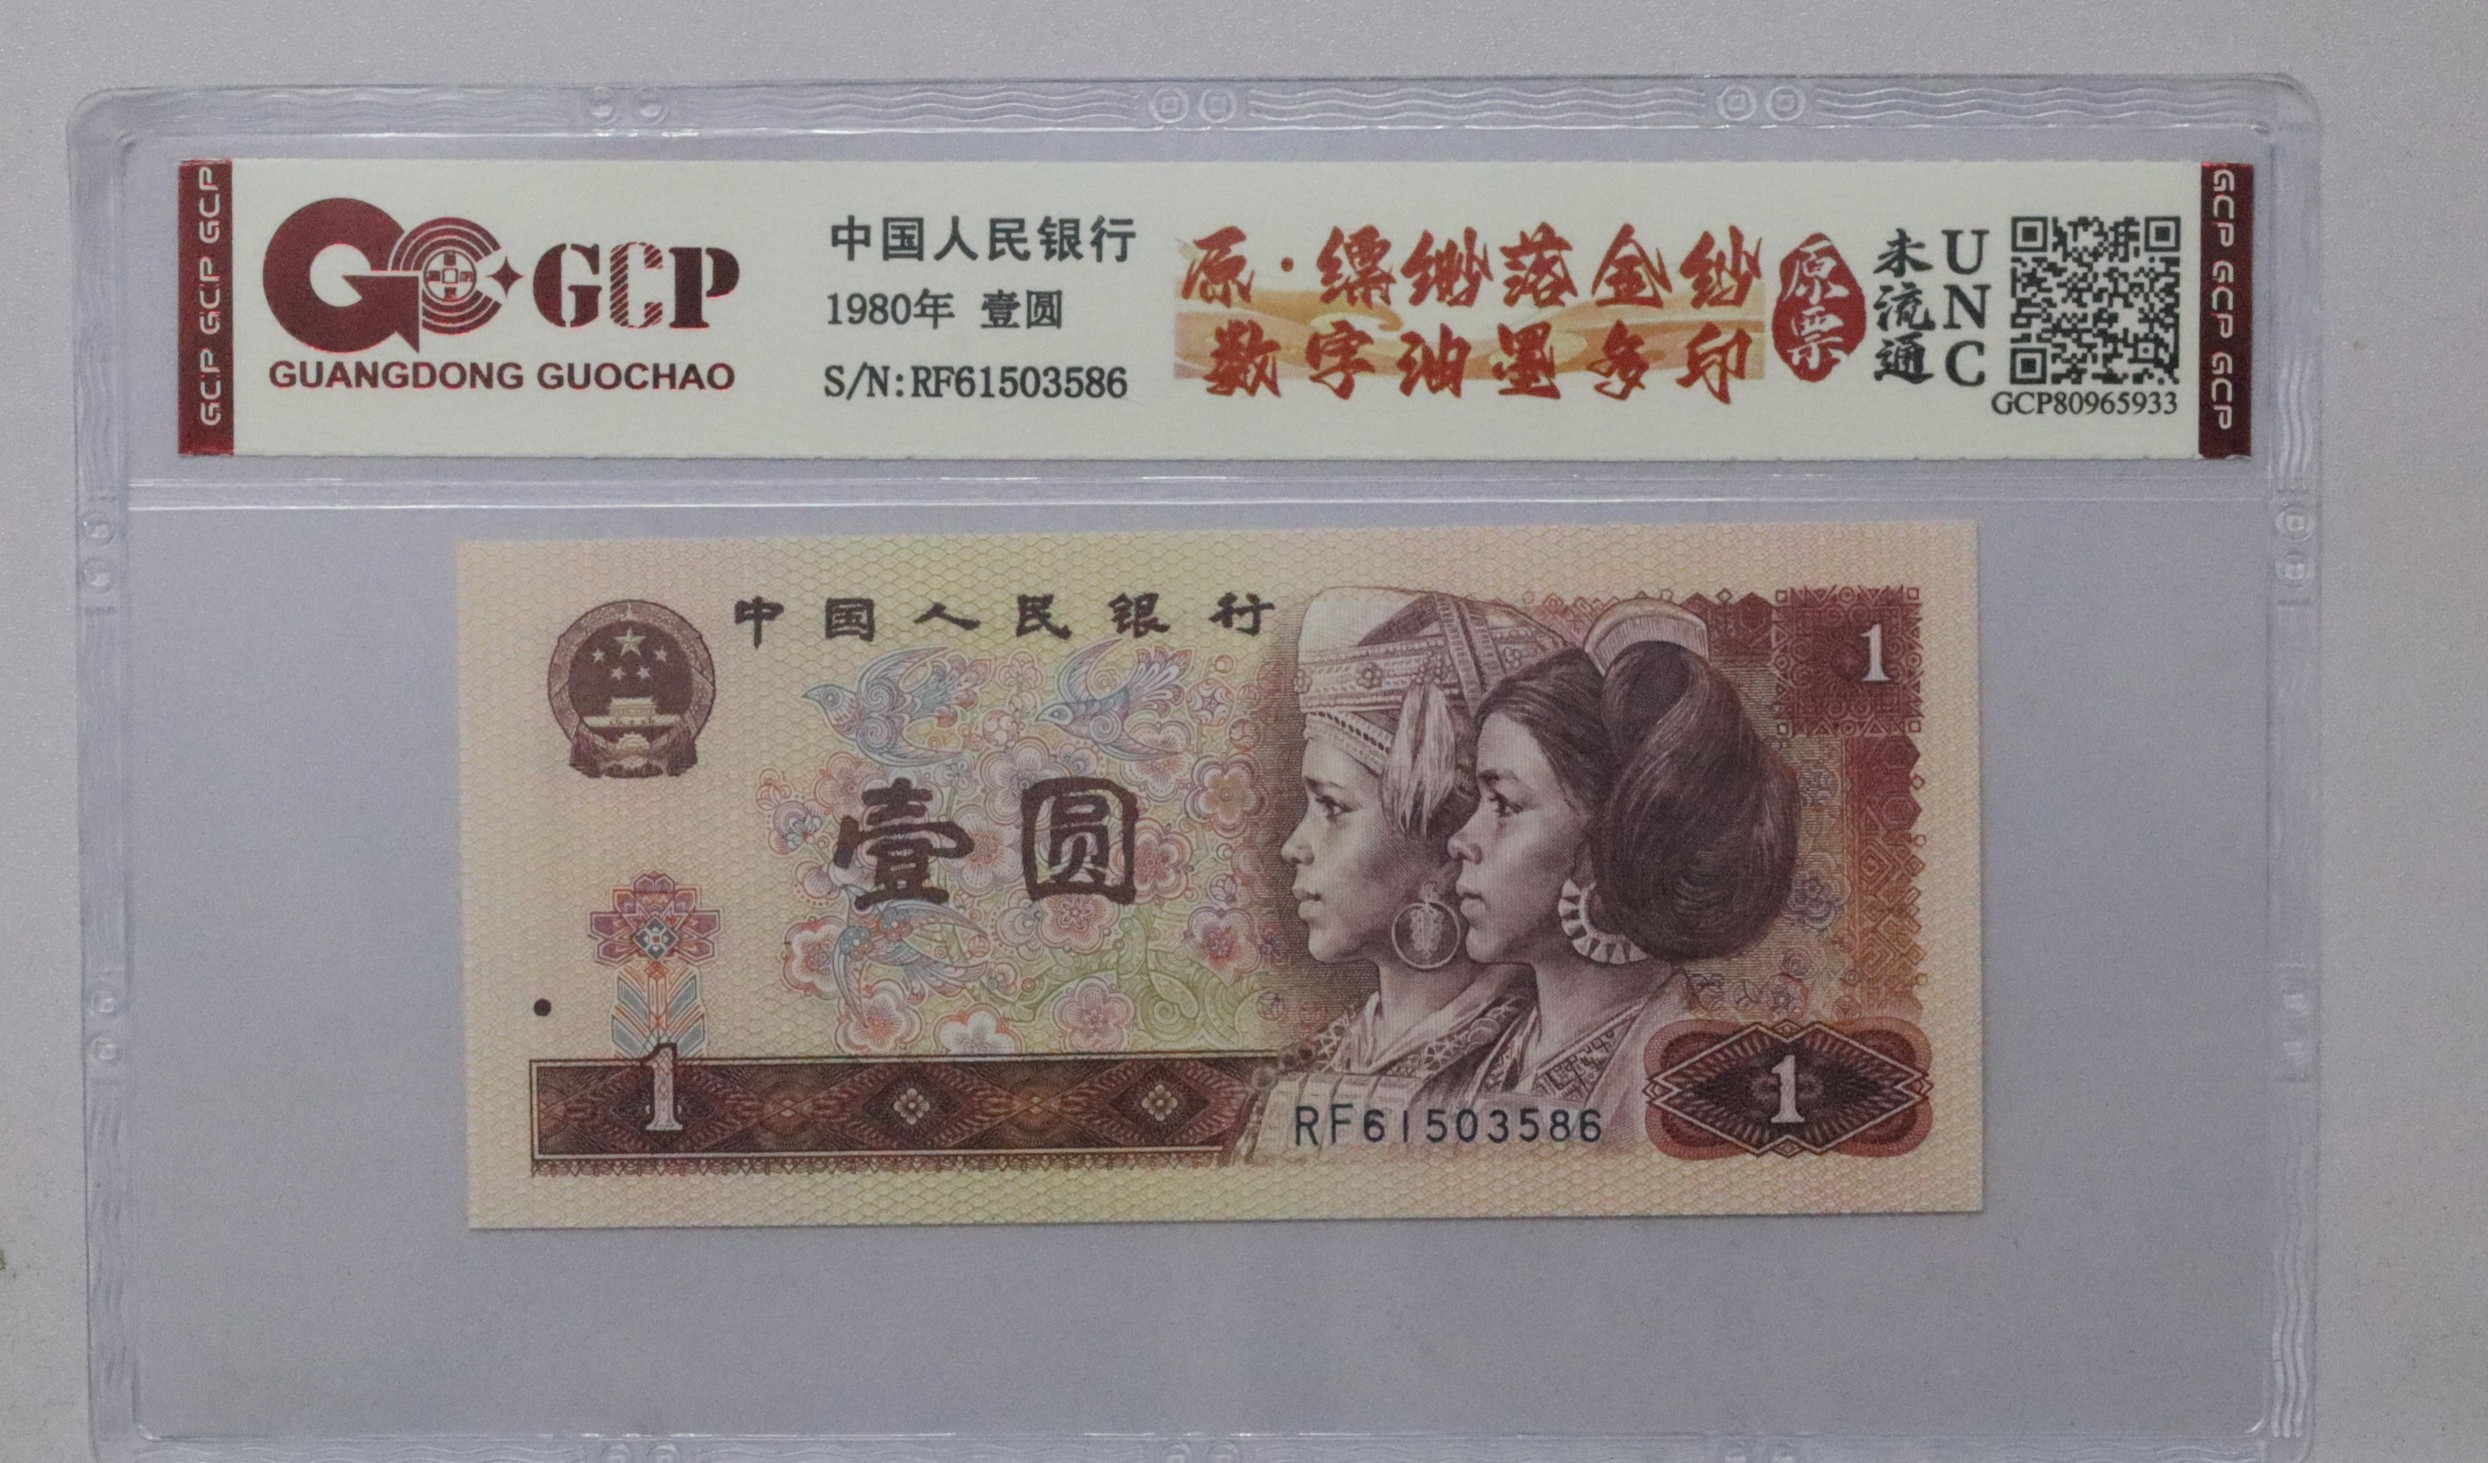 GCP GCP GCP
GCP
GUANGDONG GUOCHAO
中国人民银行
1980年 壹圆
S/N:RF61503586
原·缥缈落金纱
数字油墨多印
原票
未流通
UNC
GCP80965933
GCP GCP GCP
中国人民银行
1
壹圆
1
RF61503586
1